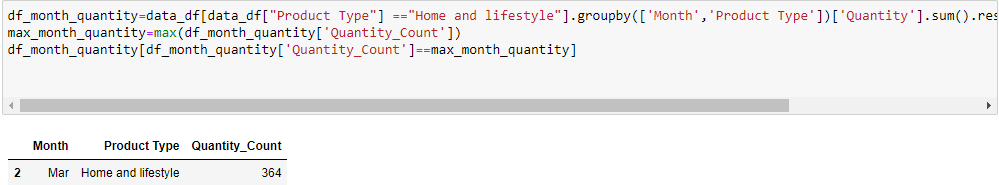 df_month_quantity=data_df[data_df["Product Type"] =="Home and lifestyle"].groupby(['Month','Product Type'])['Quantity'].sum().res
max_month_quantity=max(df_month_quantity['Quantity_Count'])
df_month_quantity[df_month_quantity['Quantity_Count']==max_month_quantity]
Month Product Type Quantity_Count
2 Mar Home and lifestyle 364